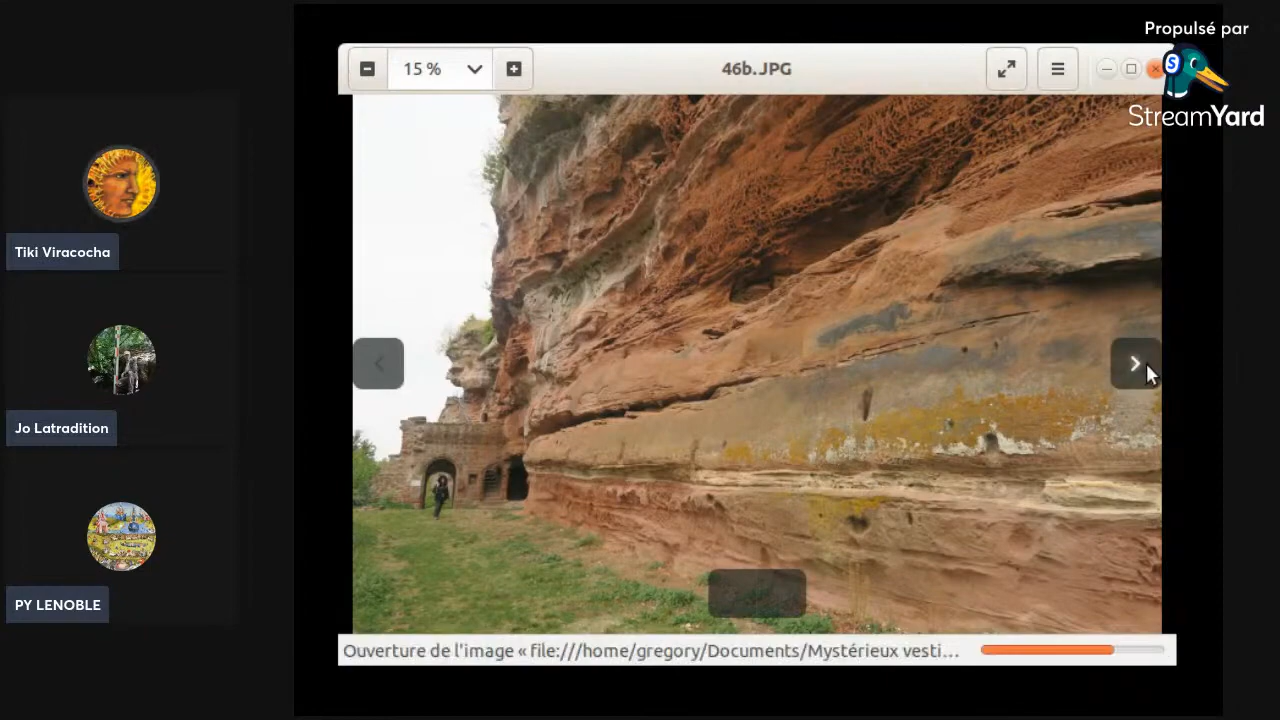 Propulsé par
StreamYard
15 %
46b.JPG
Tiki Viracocha
Jo Latradition
PY LENOBLE
Ouverture de l'image « file:///home/gregory/Documents/Mystérieux vesti…